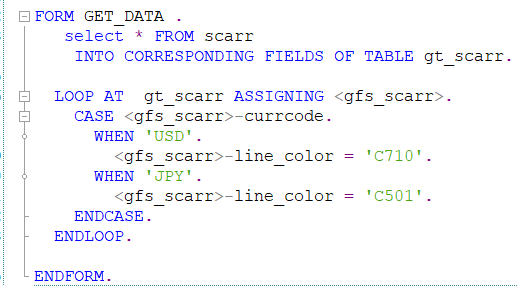 FORM GET_DATA .
select * FROM scarr
INTO CORRESPONDING FIELDS OF TABLE gt_scarr.
LOOP AT  gt_scarr ASSIGNING <gfs_scarr>.
CASE <gfs_scarr>-currcode.
WHEN 'USD'.
<gfs_scarr>-line_color = 'C710'.
WHEN 'JPY'.
<gfs_scarr>-line_color = 'C501'.
ENDCASE.
ENDLOOP.
ENDFORM.